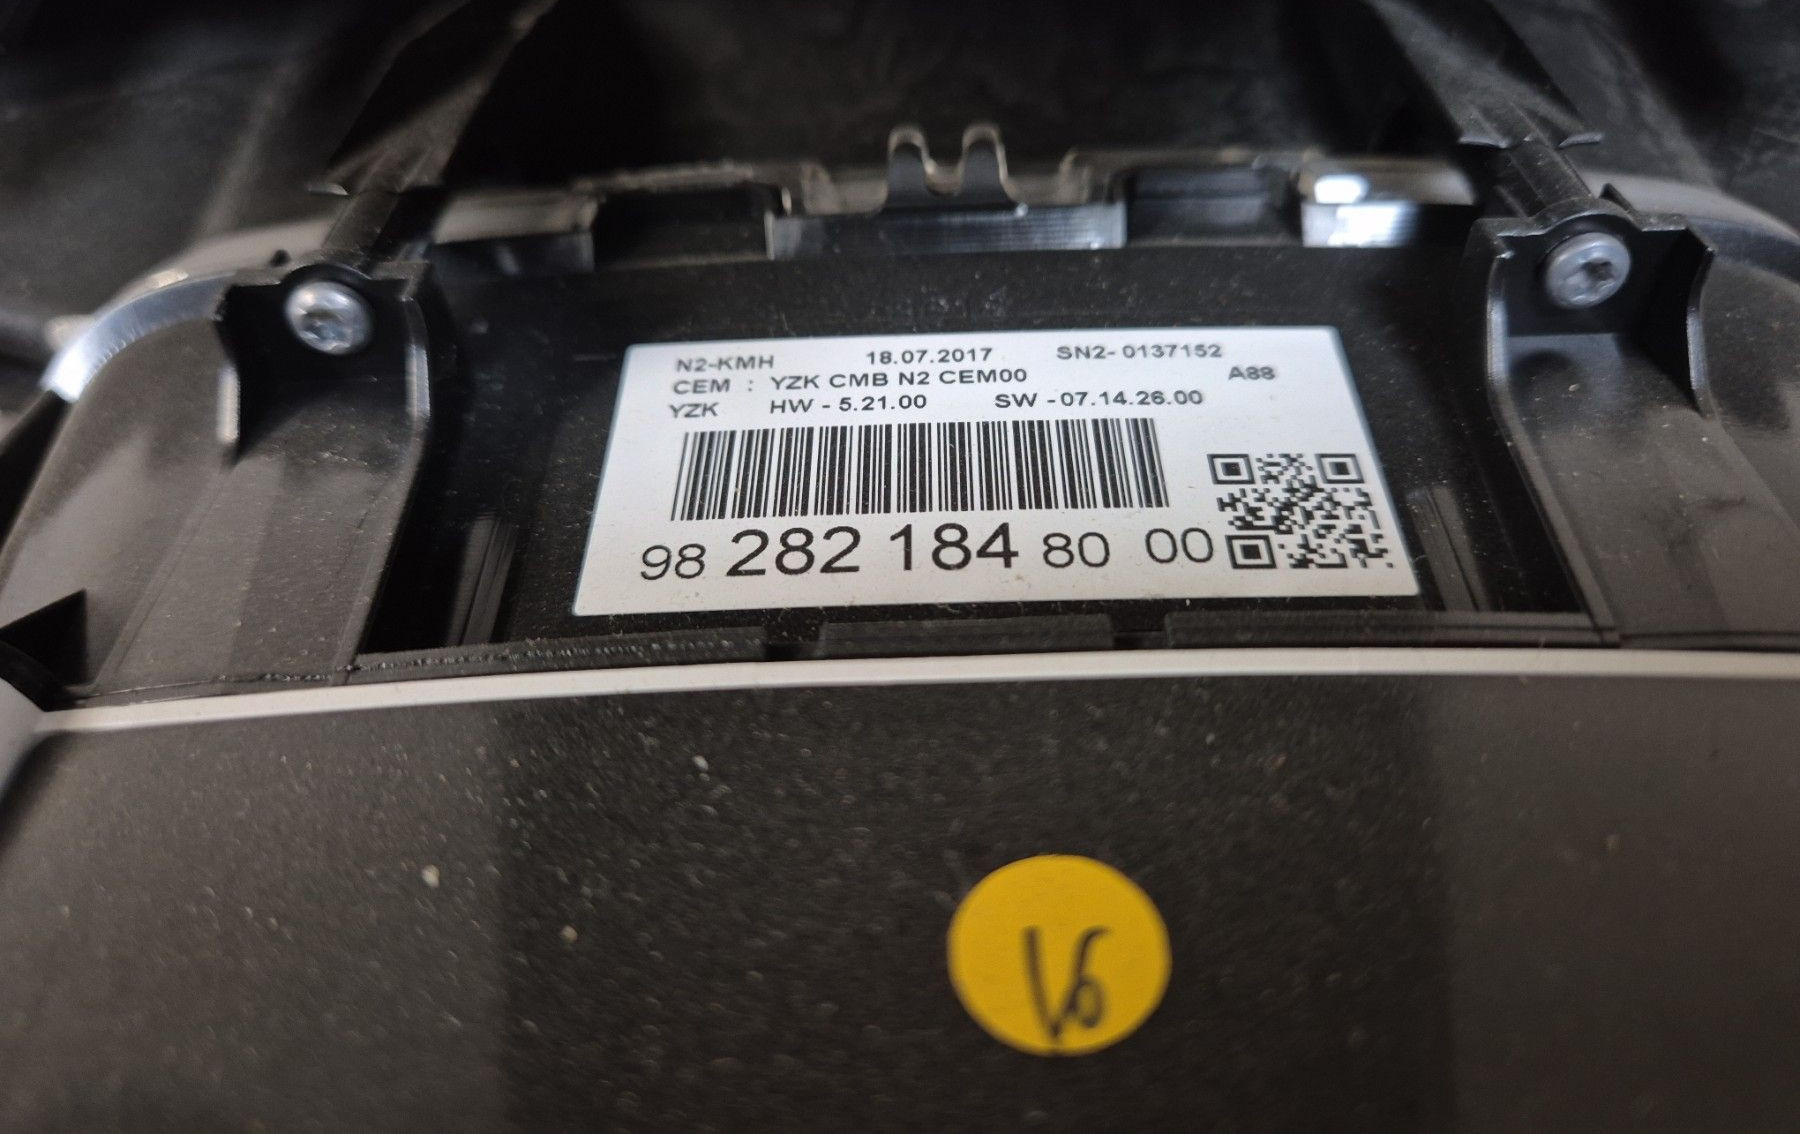 N2-KMH 18.07.2017 SN2- 0137152
CEM : YZK CMB N2 CEM00 A88
YZK HW - 5.21.00 SW - 07.14.26.00
98 282 184 80 00